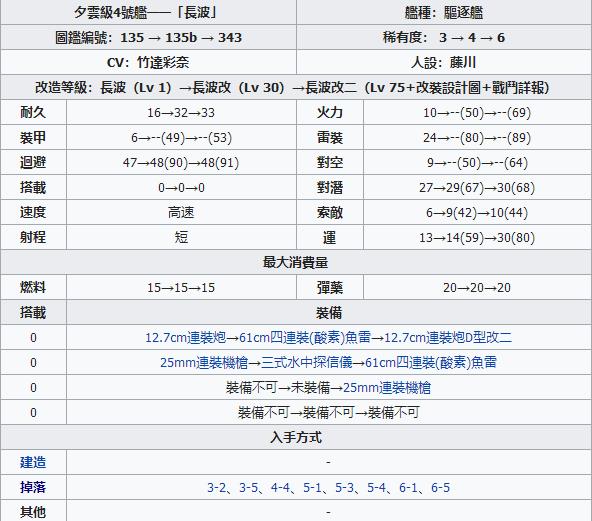 夕雲級4號艦——「長波」 艦種：驅逐艦
圖鑑編號：135 → 135b → 343 稀有度： 3 → 4 → 6
CV：竹達彩奈 人設：藤川
改造等級：長波（Lv 1）→長波改（Lv 30）→長波改二（Lv 75+改裝設計圖+戰鬥詳報）
耐久 16→32→33 火力 10→--(50)→--(69)
裝甲 6→--(49)→--(53) 雷裝 24→--(80)→--(89)
迴避 47→48(90)→48(91) 對空 9→--(50)→--(64)
搭載 0→0→0 對潛 27→29(67)→30(68)
速度 高速 索敵 6→9(42)→10(44)
射程 短 運 13→14(59)→30(80)
最大消費量
燃料 15→15→15 彈藥 20→20→20
搭載 裝備
0 12.7cm連裝炮→61cm四連裝(酸素)魚雷→12.7cm連裝炮D型改二
0 25mm連裝機槍→三式水中探信儀→61cm四連裝(酸素)魚雷
0 裝備不可→未裝備→25mm連裝機槍
0 裝備不可→裝備不可→裝備不可
入手方式
建造 -
掉落 3-2、3-5、4-4、5-1、5-3、5-4、6-1、6-5
其他 -